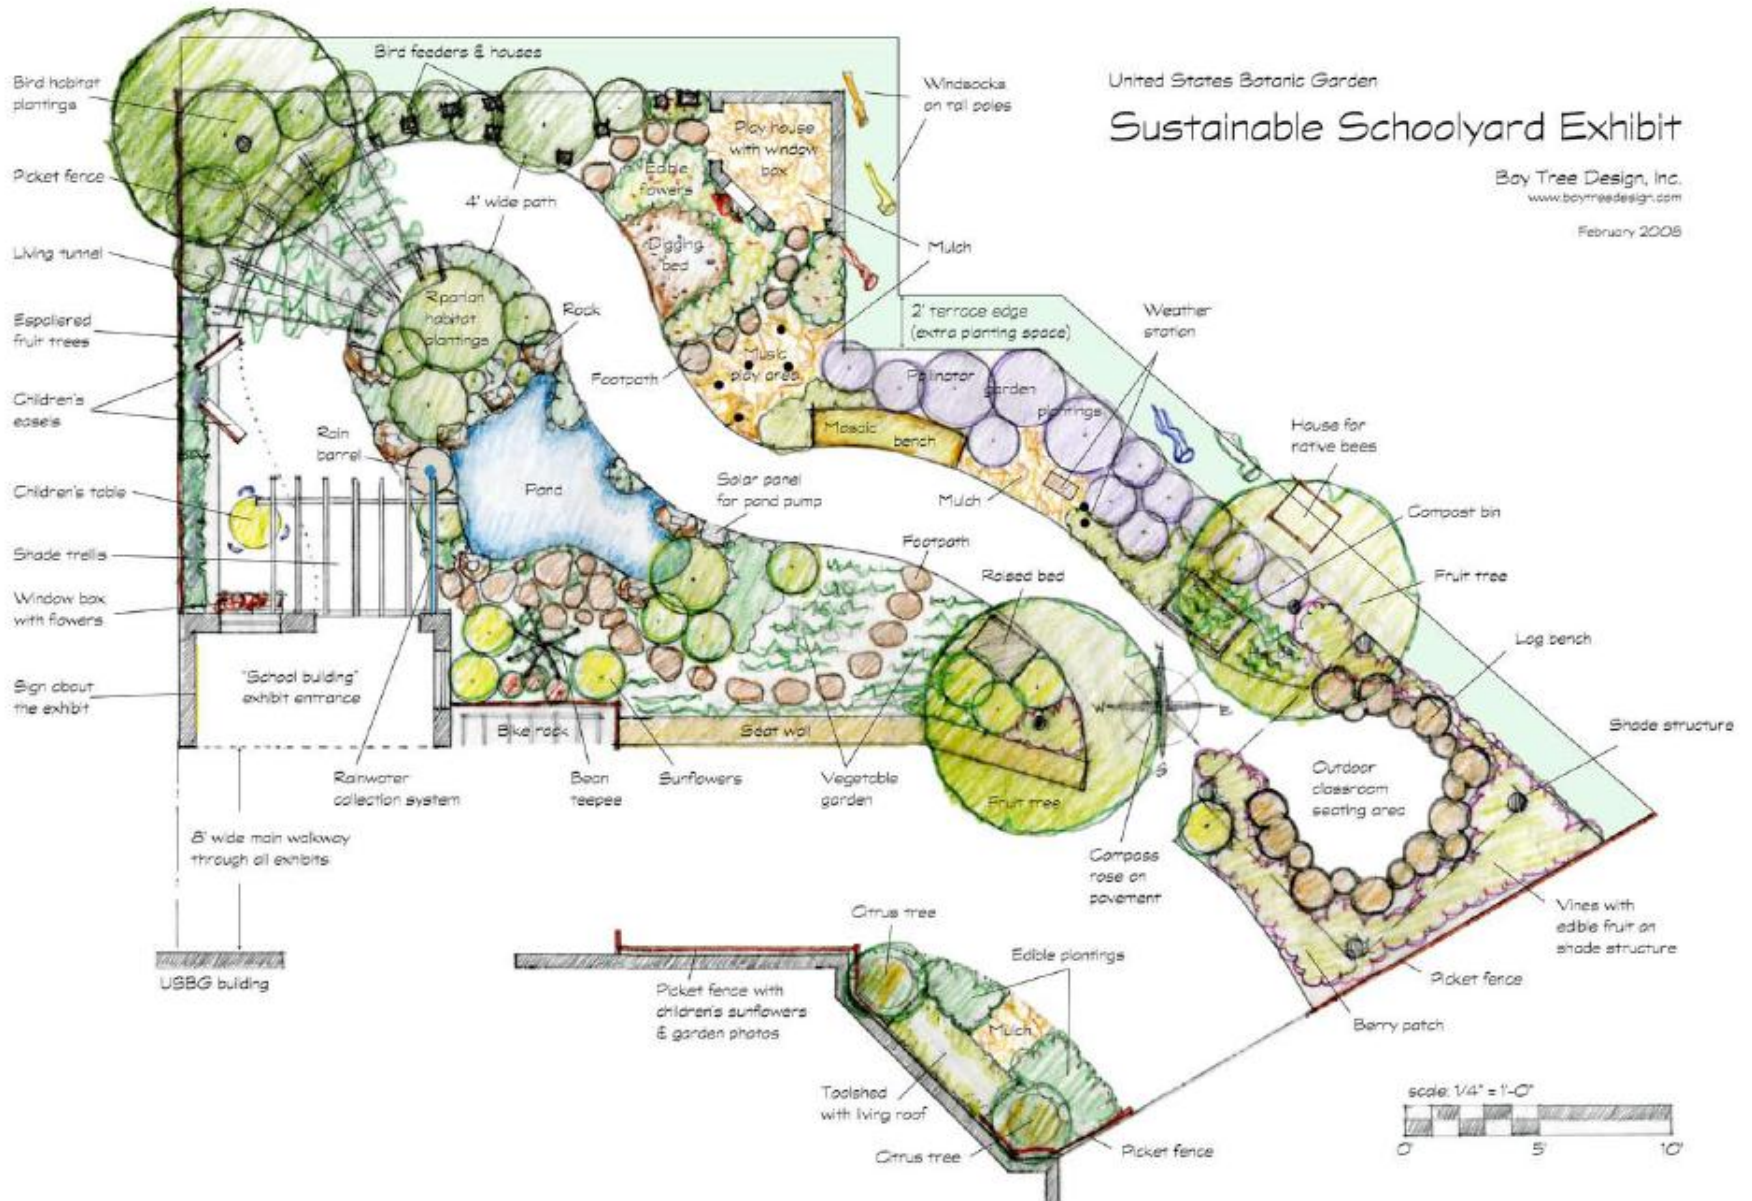 United States Botanic Garden
Sustainable Schoolyard Exhibit
Bay Tree Design, Inc.
www.baytreedesign.com
February 2008
Bird habitat
plantings
Picket fence
Living tunnel
Espaliered
fruit trees
Children's
easels
Children's table
Shade trellis
Window box
with flowers
Sign about
the exhibit
Bird feeders & houses
4' wide path
Riparian
habitat
plantings
Rock
Rain
barrel
Pond
Footpath
Solar panel
for pond pump
Edible
flowers
Digging
bed
Play house
with window
box
Music
play area
Windsocks
on tall poles
Mulch
2' terrace edge
(extra planting space)
Weather
station
Pollinator
garden
plantings
Mosaic
bench
Mulch
House for
native bees
Compost bin
Fruit tree
Log bench
Shade structure
Footpath
Raised bed
"School building"
exhibit entrance
Bike rack
Seat wall
Fruit tree
W
E
S
Outdoor
classroom
seating area
Rainwater
collection system
Bean
teepee
Sunflowers
Vegetable
garden
Compass
rose on
pavement
8' wide main walkway
through all exhibits
USBG building
Citrus tree
Edible plantings
Picket fence with
children's sunflowers
& garden photos
Mulch
Toolshed
with living roof
Citrus tree
Picket fence
Vines with
edible fruit on
shade structure
Picket fence
Berry patch
scale: 1/4" = 1'-0"
0'
5'
10'